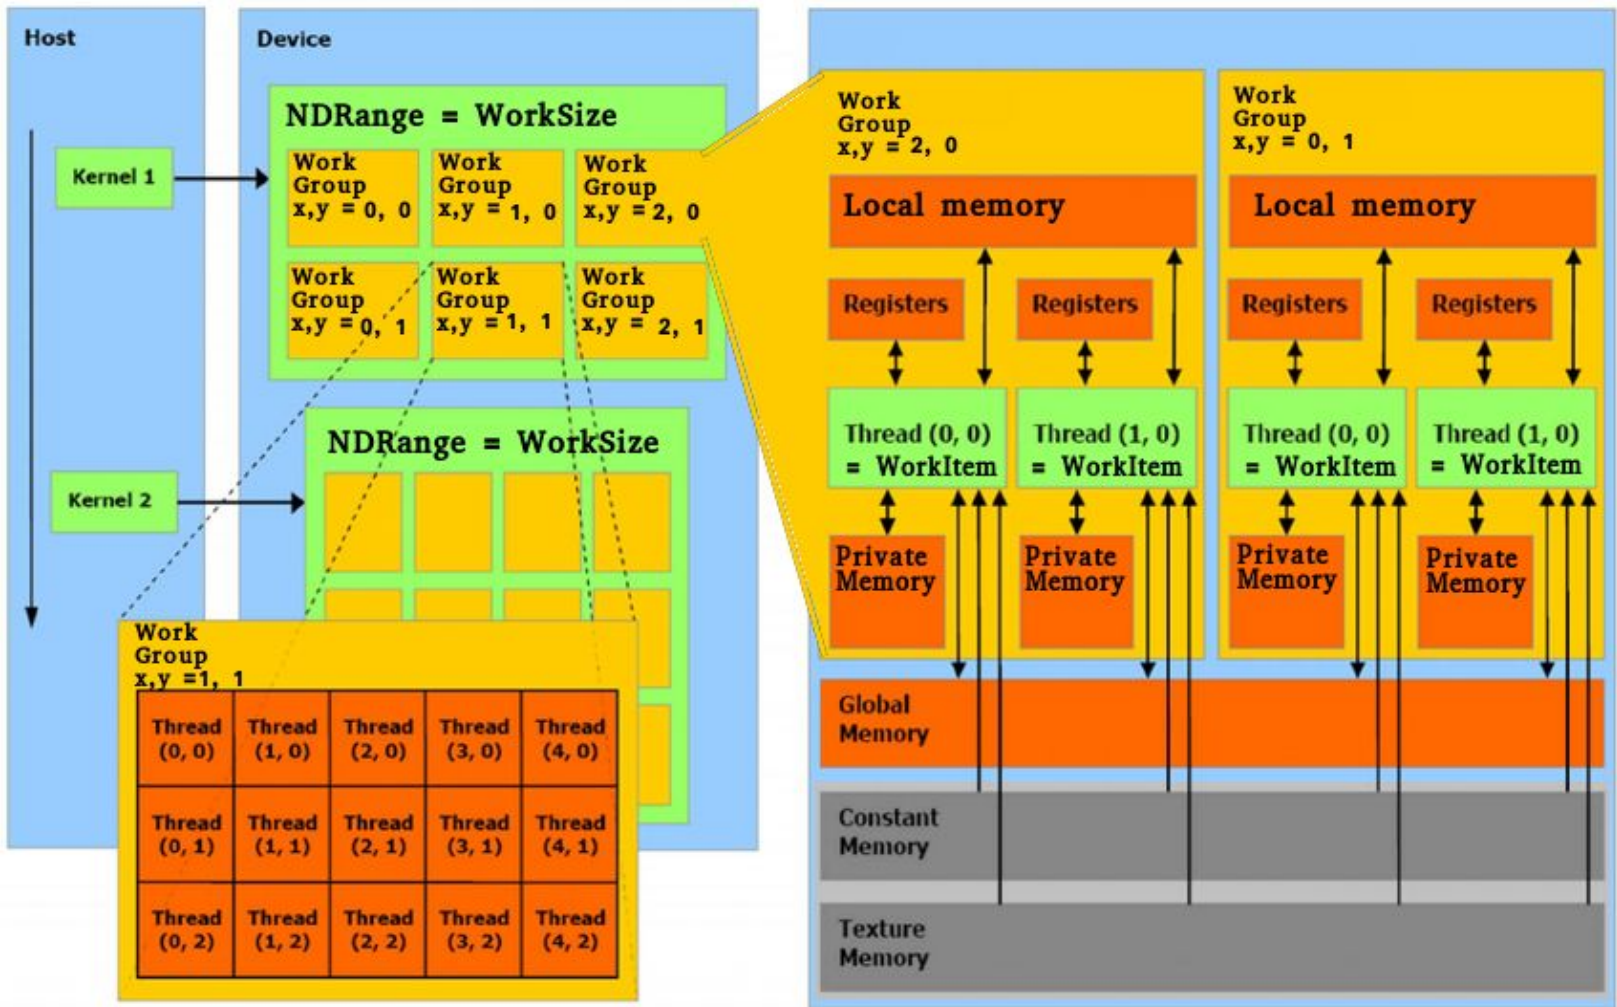 Host
Device
NDRange = WorkSize
Kernel 1
Work
Group
x,y = 0, 0
Work
Group
x,y = 1, 0
Work
Group
x,y = 2, 0
Work
Group
x,y = 0, 1
Work
Group
x,y = 1, 1
Work
Group
x,y = 2, 1
NDRange = WorkSize
Kernel 2
Work
Group
x,y =1, 1
Thread
(0, 0)
Thread
(1, 0)
Thread
(2, 0)
Thread
(3, 0)
Thread
(4, 0)
Thread
(0, 1)
Thread
(1, 1)
Thread
(2, 1)
Thread
(3, 1)
Thread
(4, 1)
Thread
(0, 2)
Thread
(1, 2)
Thread
(2, 2)
Thread
(3, 2)
Thread
(4, 2)
Work
Group
x,y = 2, 0
Local memory
Registers
Registers
Thread (0, 0)
= WorkItem
Thread (1, 0)
= WorkItem
Private
Memory
Private
Memory
Work
Group
x,y = 0, 1
Local memory
Registers
Registers
Thread (0, 0)
= WorkItem
Thread (1, 0)
= WorkItem
Private
Memory
Private
Memory
Global
Memory
Constant
Memory
Texture
Memory